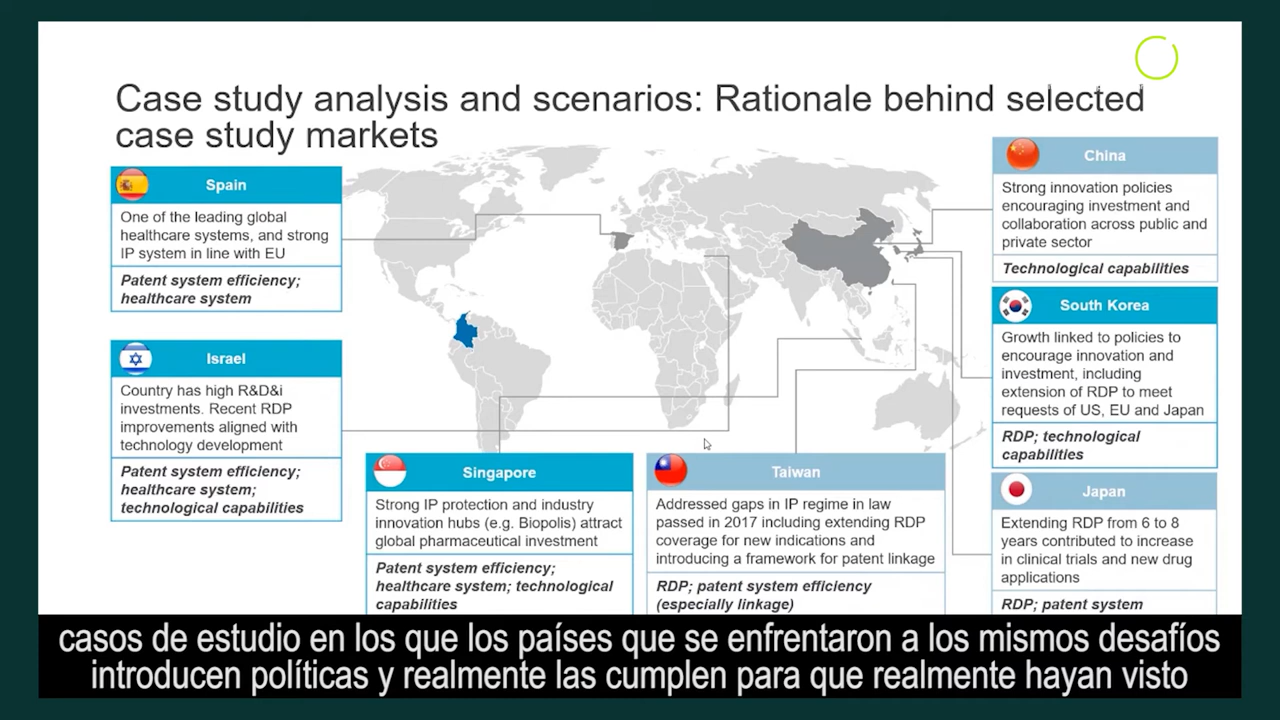 Case study analysis and scenarios: Rationale behind selected
case study markets
Spain
One of the leading global
healthcare systems, and strong
IP system in line with EU
Patent system efficiency;
healthcare system
Israel
Country has high R&D&i
investments. Recent RDP
improvements aligned with
technology development
Patent system efficiency;
healthcare system;
technological capabilities
Singapore
Strong IP protection and industry
innovation hubs (e.g. Biopolis) attract
global pharmaceutical investment
Patent system efficiency;
healthcare system; technological
capabilities
Taiwan
Addressed gaps in IP regime in law
passed in 2017 including extending RDP
coverage for new indications and
introducing a framework for patent linkage
RDP; patent system efficiency
(especially linkage)
China
Strong innovation policies
encouraging investment and
collaboration across public and
private sector
Technological capabilities
South Korea
Growth linked to policies to
encourage innovation and
investment, including
extension of RDP to meet
requests of US, EU and Japan
RDP; technological
capabilities
Japan
Extending RDP from 6 to 8
years contributed to increase
in clinical trials and new drug
applications
RDP; patent system
casos de estudio en los que los países que se enfrentaron a los mismos desafíos
introducen políticas y realmente las cumplen para que realmente hayan visto